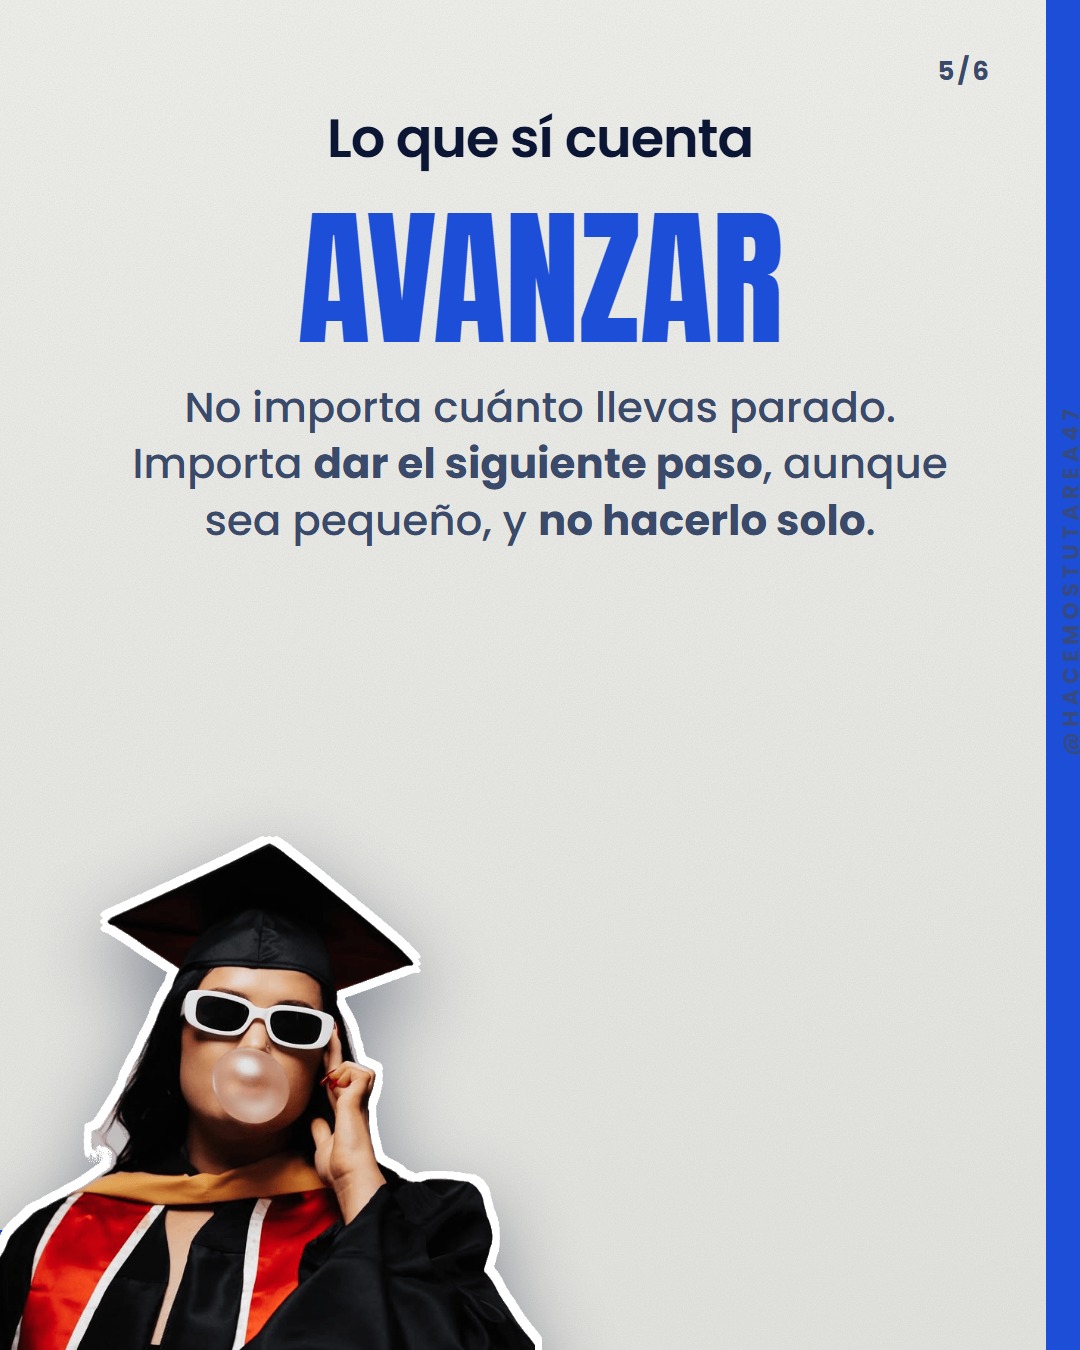 5/6
Lo que sí cuenta
AVANZAR
No importa cuánto llevas parado.
Importa dar el siguiente paso, aunque
sea pequeño, y no hacerlo solo.
@HACEMOSTUTAREA47